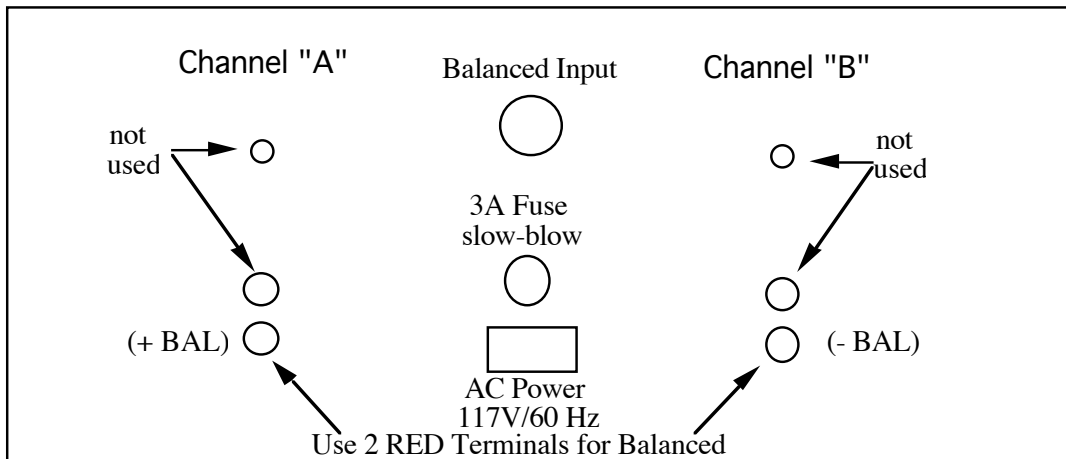 Channel "A"
Balanced Input
Channel "B"
not
used
not
used
3A Fuse
slow-blow
(+ BAL)
(- BAL)
AC Power
117V/60 Hz
Use 2 RED Terminals for Balanced